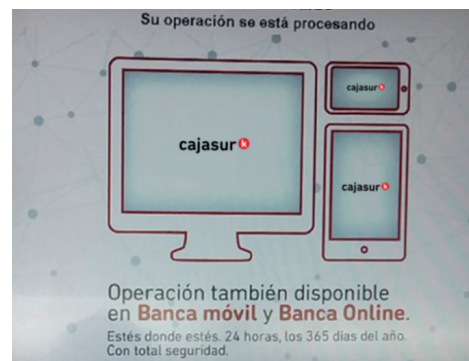 Su operación se está procesando
cajasur
cajasur
cajasur
Operación también disponible
en Banca móvil y Banca Online.
Estés donde estés. 24 horas, los 365 días del año.
Con total seguridad.